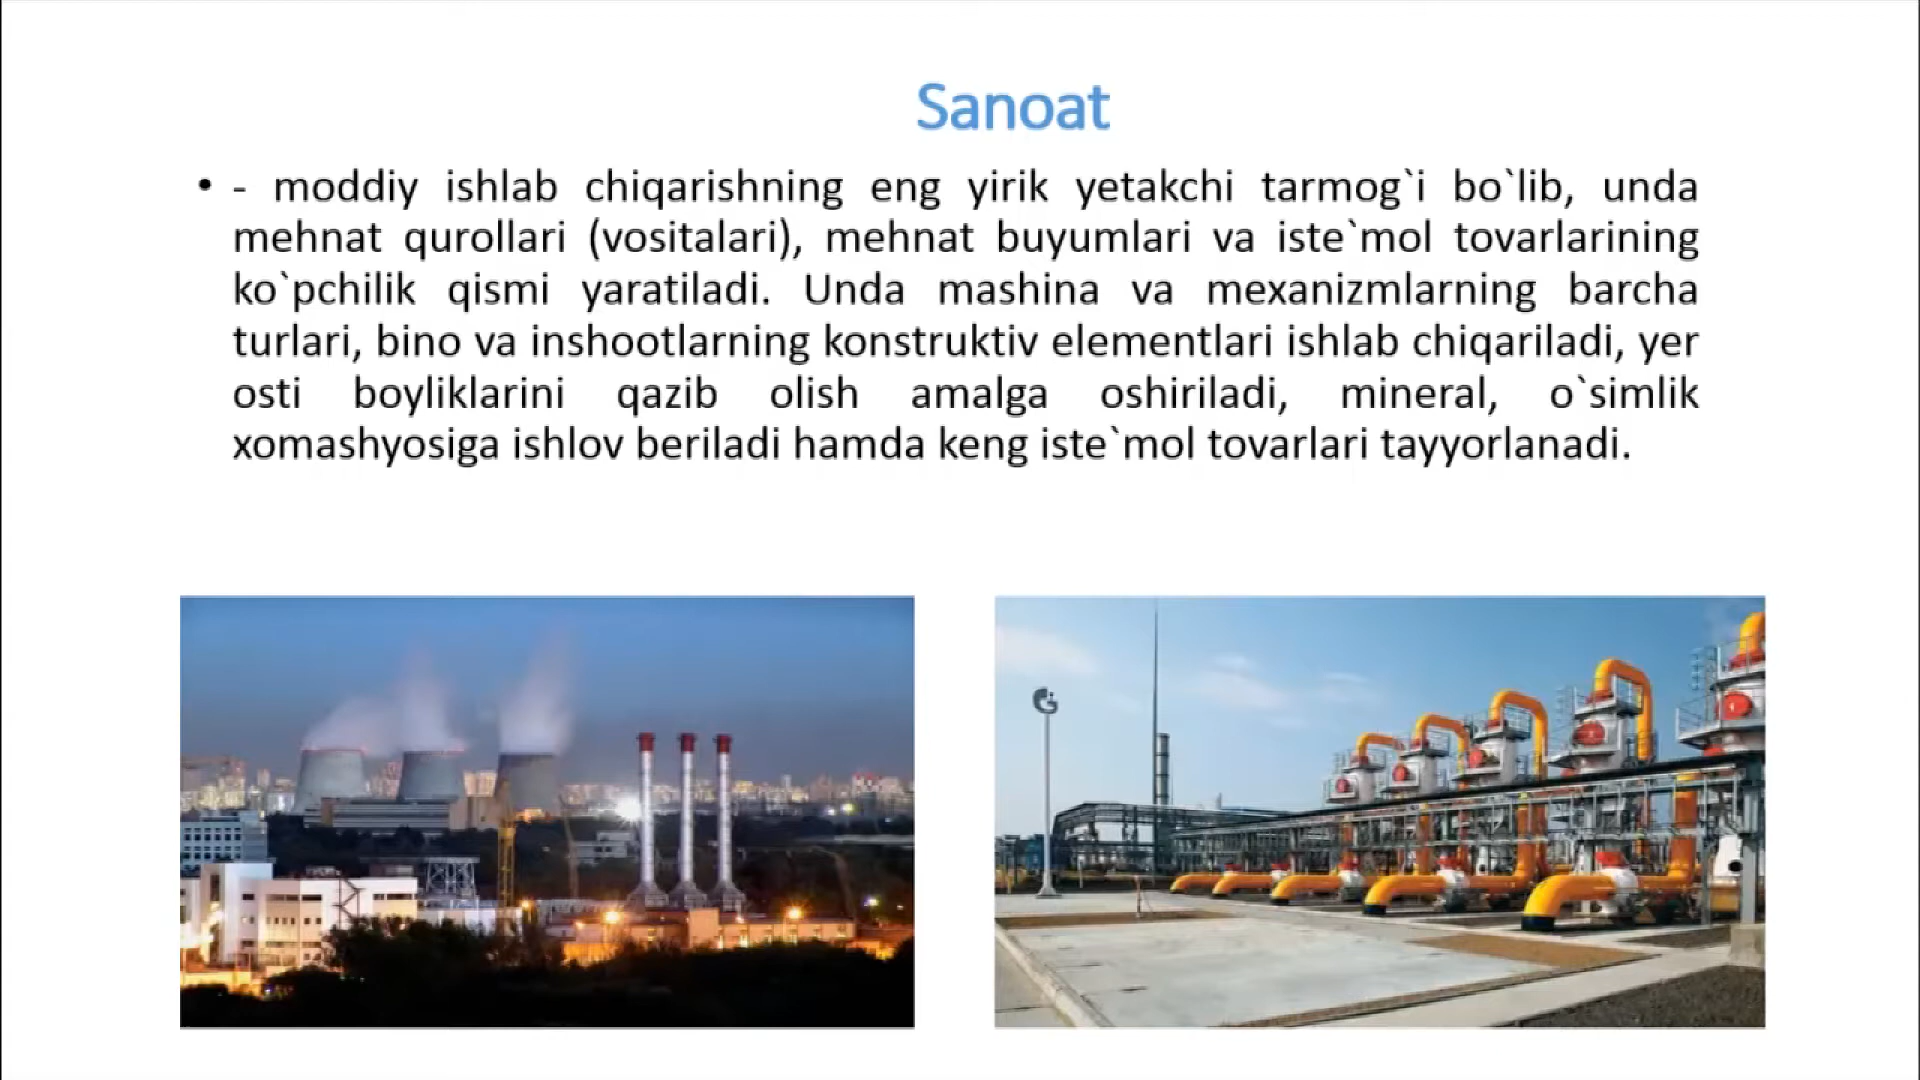 Sanoat
• - moddiy ishlab chiqarishning eng yirik yetakchi tarmog`i bo`lib, unda
mehnat qurollari (vositalari), mehnat buyumlari va iste`mol tovarlarining
ko`pchilik qismi yaratiladi. Unda mashina va mexanizmlarning barcha
turlari, bino va inshootlarning konstruktiv elementlari ishlab chiqariladi, yer
osti boyliklarini qazib olish amalga oshiriladi, mineral, o`simlik
xomashyosiga ishlov beriladi hamda keng iste`mol tovarlari tayyorlanadi.